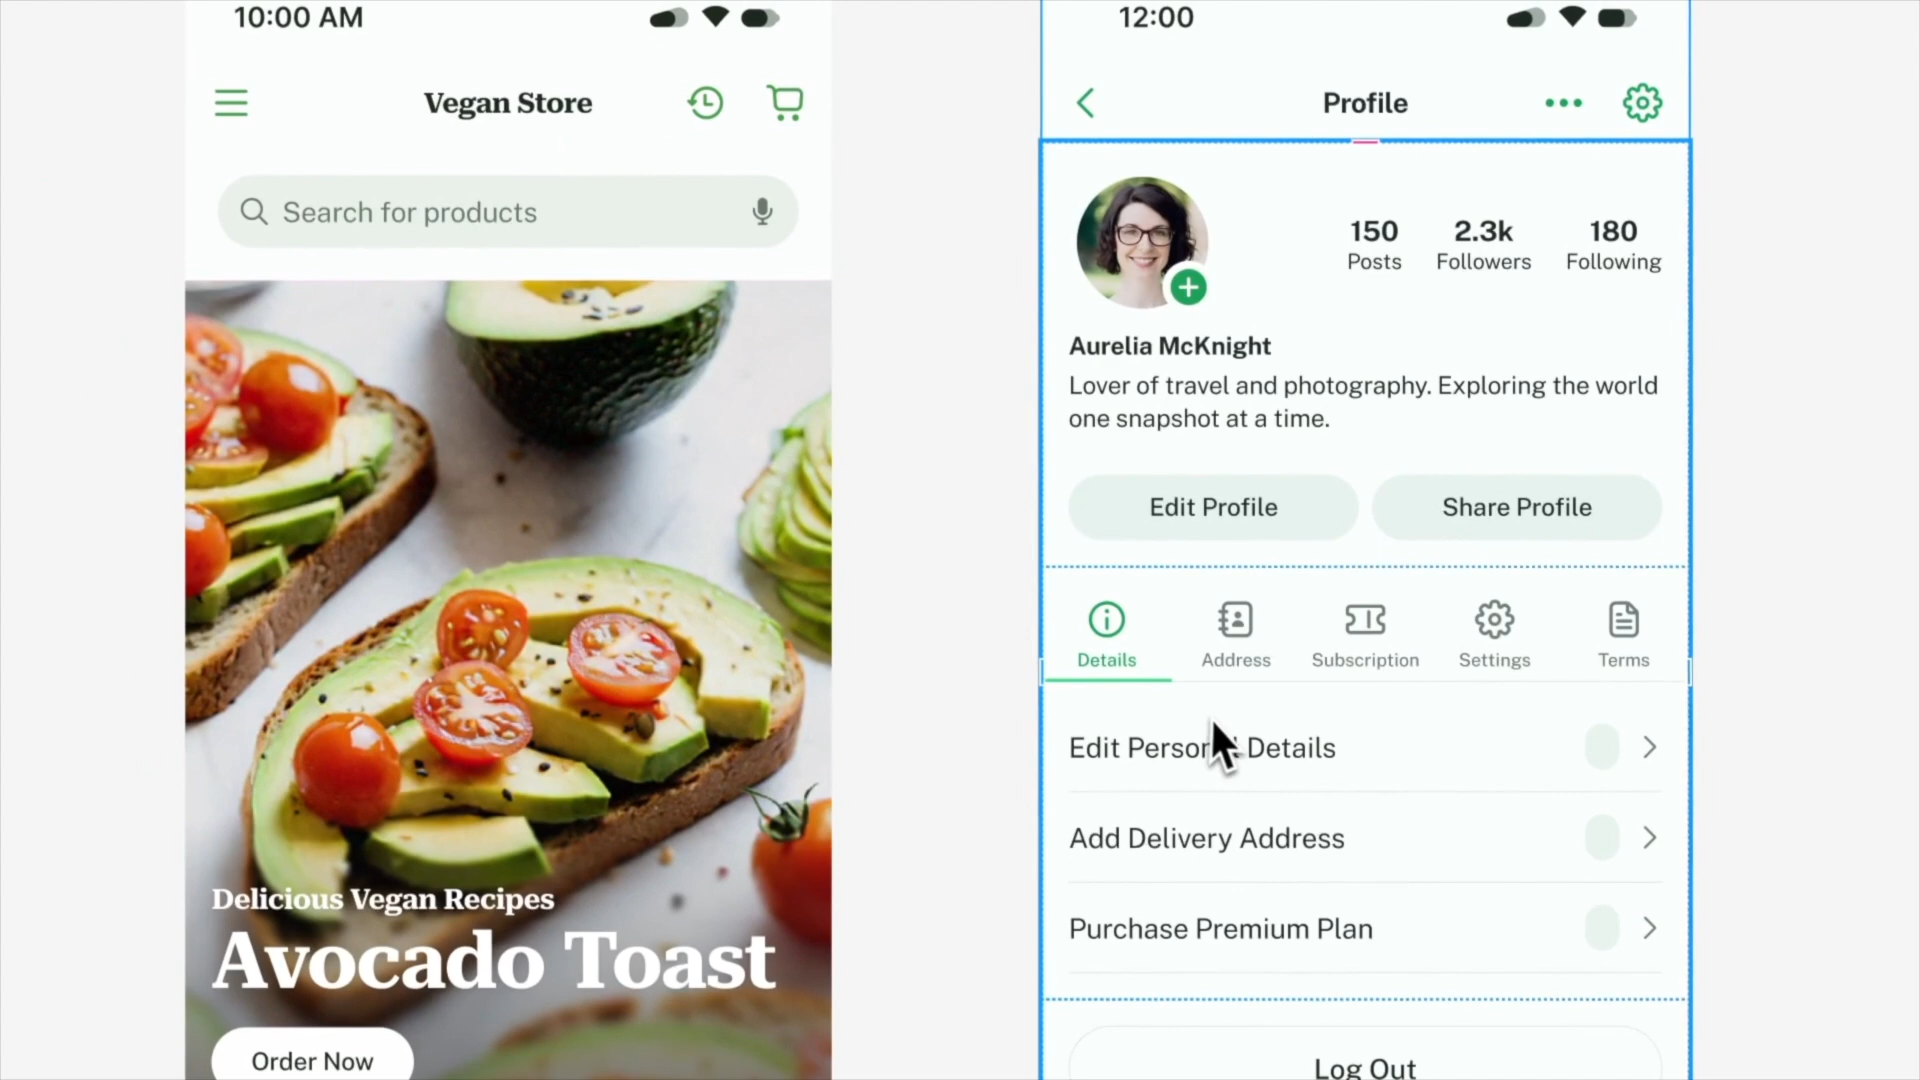 10:00 AM
Vegan Store
Search for products
Delicious Vegan Recipes
Avocado Toast
Order Now
12:00
Profile
150
Posts
2.3k
Followers
180
Following
Aurelia McKnight
Lover of travel and photography. Exploring the world
one snapshot at a time.
Edit Profile
Share Profile
Details
Address
Subscription
Settings
Terms
Edit Personal Details
Add Delivery Address
Purchase Premium Plan
Log Out